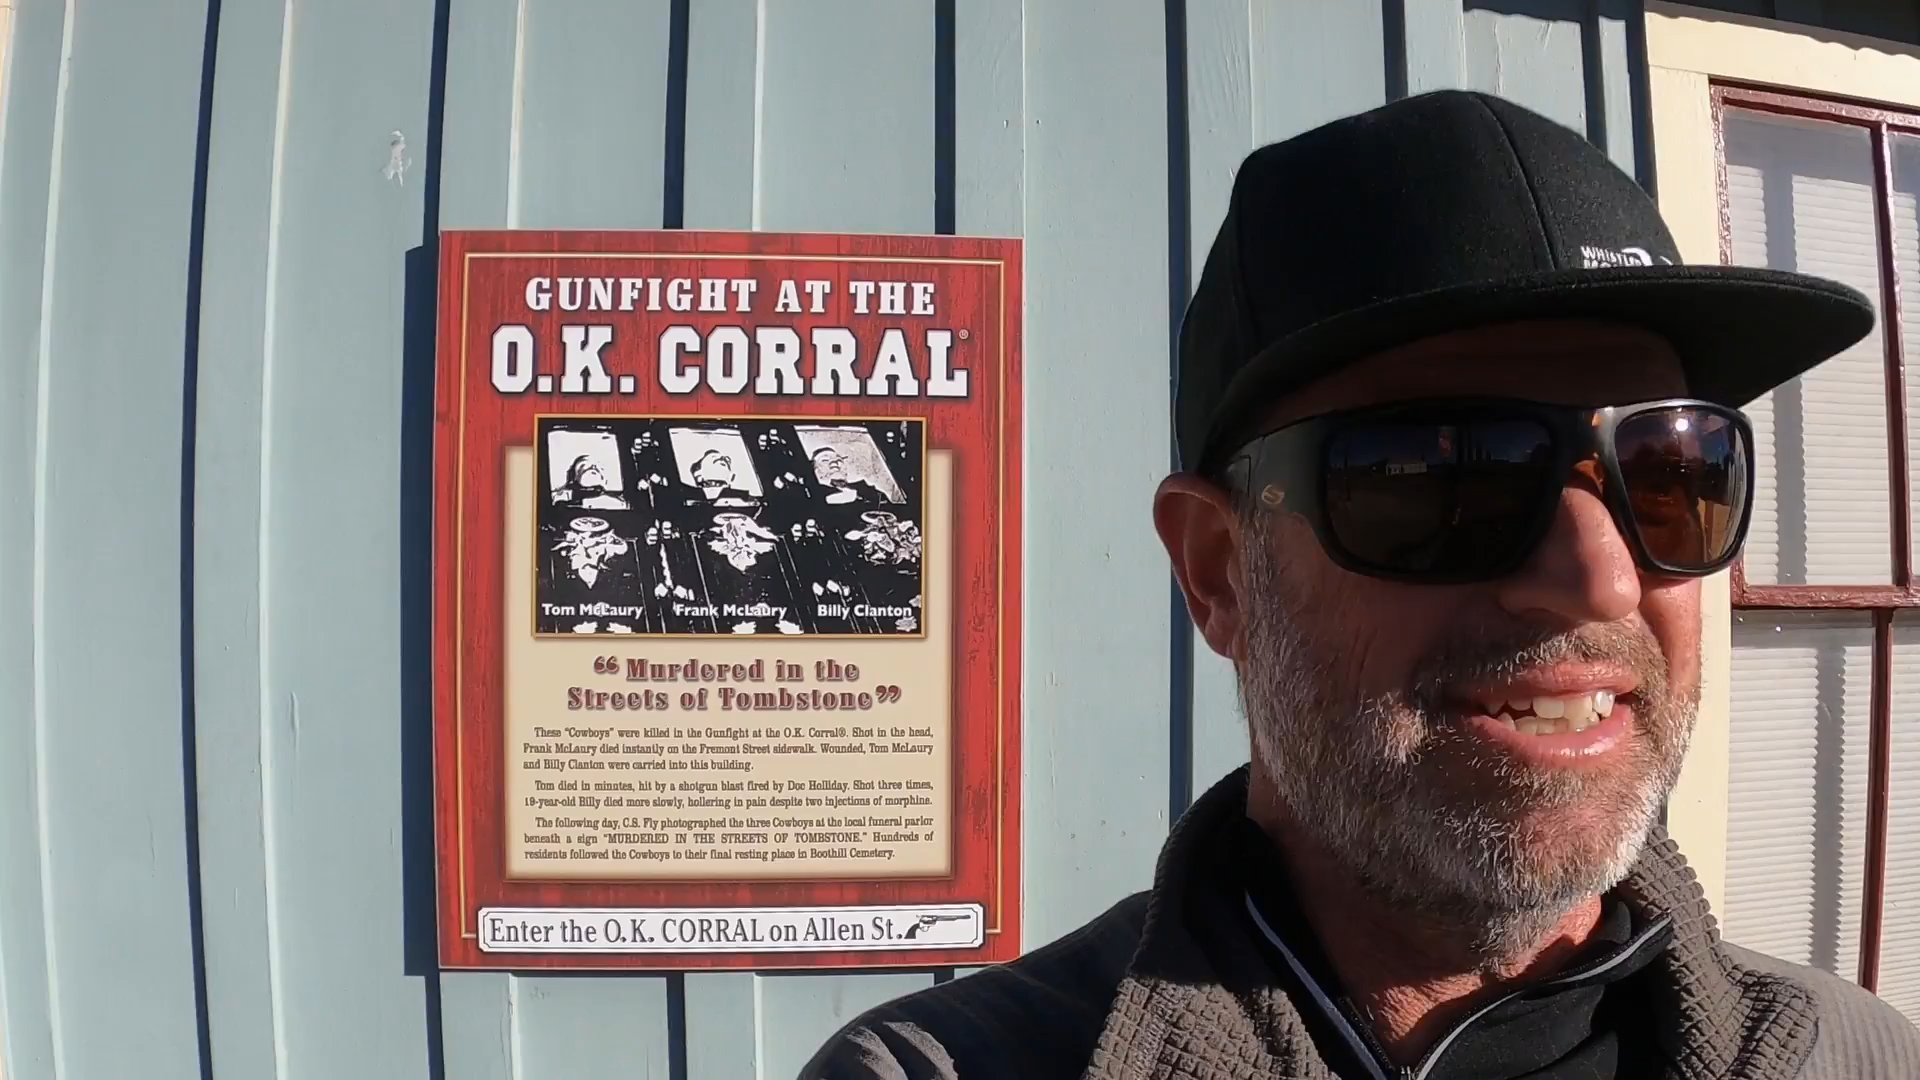 GUNFIGHT AT THE
O.K. CORRAL®
Tom McLaury Frank McLaury Billy Clanton
“Murdered in the
Streets of Tombstone”
These “Cowboys” were killed in the Gunfight at the O.K. Corral®. Shot in the head,
Frank McLaury died instantly on the Fremont Street sidewalk. Wounded, Tom McLaury
and Billy Clanton were carried into this building.
Tom died in minutes, hit by a shotgun blast fired by Doc Holliday. Shot three times,
19-year-old Billy died more slowly, hollering in pain despite two injections of morphine.
The following day, C.S. Fly photographed the three Cowboys at the local funeral parlor
beneath a sign “MURDERED IN THE STREETS OF TOMBSTONE.” Hundreds of
residents followed the Cowboys to their final resting place in Boothill Cemetery.
Enter the O.K. CORRAL on Allen St.
WHISTLER